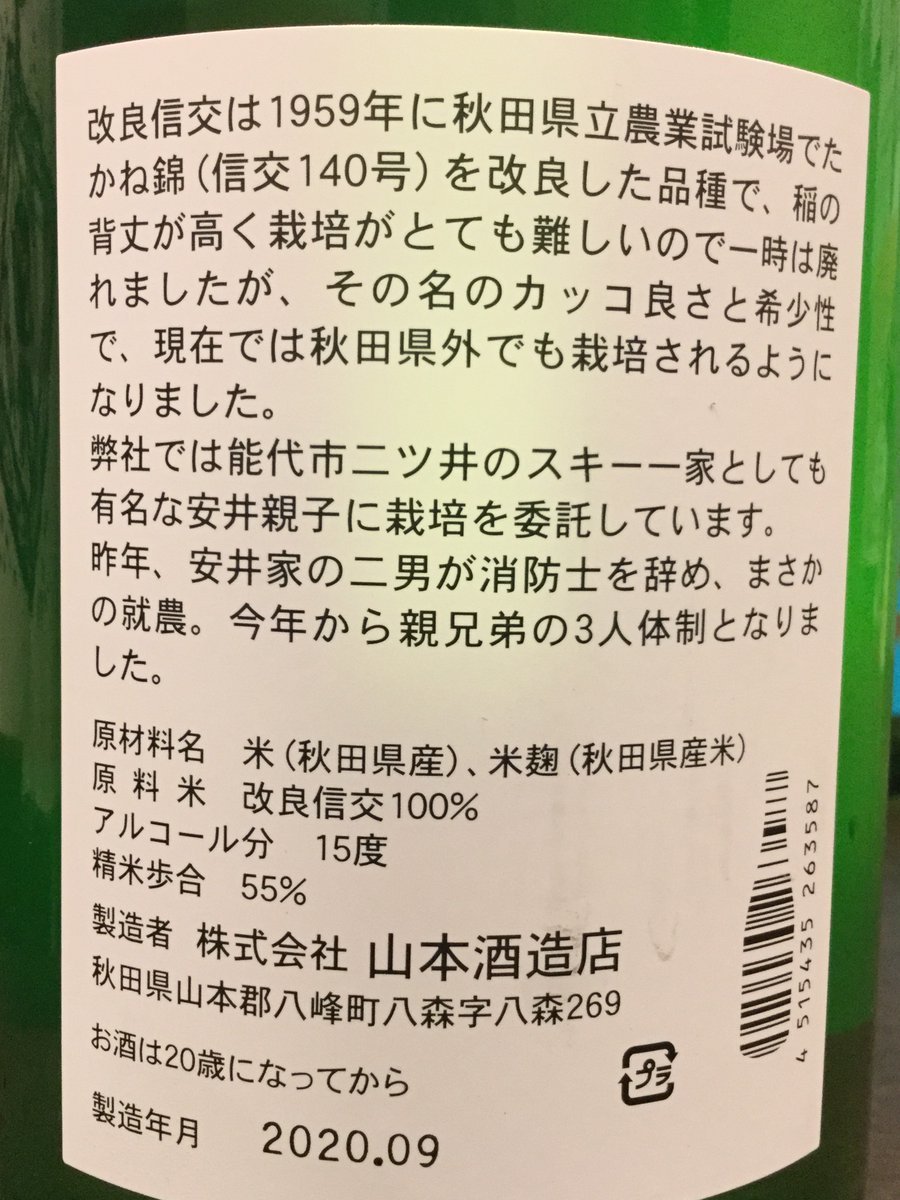 改良信交は1959年に秋田県立農業試験場でた
かね錦（信交140号）を改良した品種で、稲の
背丈が高く栽培がとても難しいので一時は廃
れましたが、その名のカッコ良さと希少性
で、現在では秋田県外でも栽培されるように
なりました。
弊社では能代市二ツ井のスキー一家としても
有名な安井親子に栽培を委託しています。
昨年、安井家の二男が消防士を辞め、まさか
の就農。今年から親兄弟の3人体制となりま
した。
原材料名　米（秋田県産）、米麹（秋田県産米）
原料米　改良信交100%
アルコール分　15度
精米歩合　55%
製造者　株式会社 山本酒造店
秋田県山本郡八峰町八森字八森269
お酒は20歳になってから
製造年月　2020.09
プラ
4 515435 263587